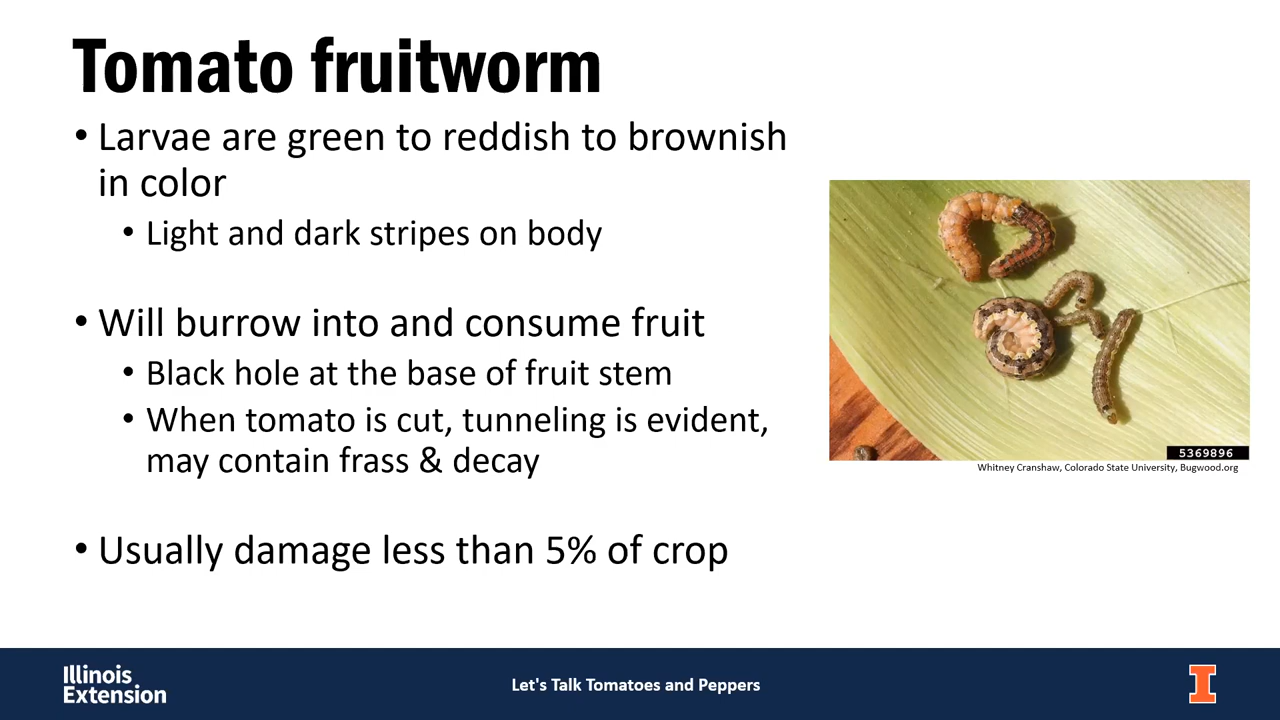 Tomato fruitworm
• Larvae are green to reddish to brownish
in color
• Light and dark stripes on body
• Will burrow into and consume fruit
• Black hole at the base of fruit stem
• When tomato is cut, tunneling is evident,
may contain frass & decay
• Usually damage less than 5% of crop
5369896
Whitney Cranshaw, Colorado State University, Bugwood.org
Illinois
Extension
Let's Talk Tomatoes and Peppers
I